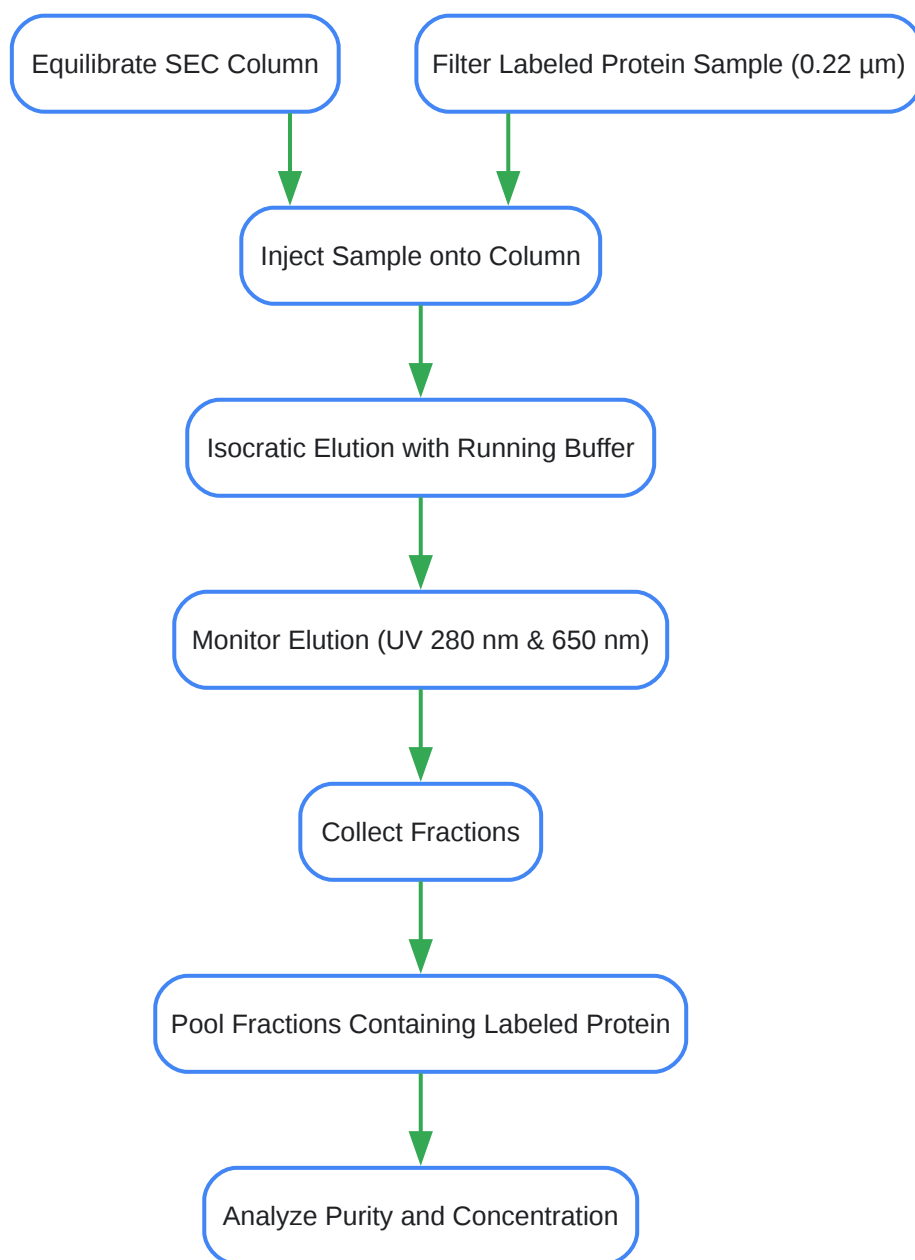 Equilibrate SEC Column
Filter Labeled Protein Sample (0.22 µm)
Inject Sample onto Column
Isocratic Elution with Running Buffer
Monitor Elution (UV 280 nm & 650 nm)
Collect Fractions
Pool Fractions Containing Labeled Protein
Analyze Purity and Concentration